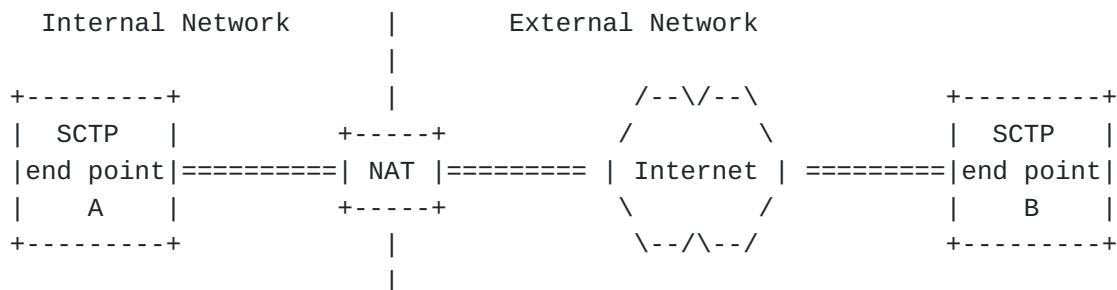 Internal Network | External Network
|
+---------+ | /--\/--\ +---------+
| SCTP | +-----+ / \ | SCTP |
|end point|==========| NAT |========= | Internet | =========|end point|
| A | +-----+ \ / | B |
+---------+ | \--/\--/ +---------+
|